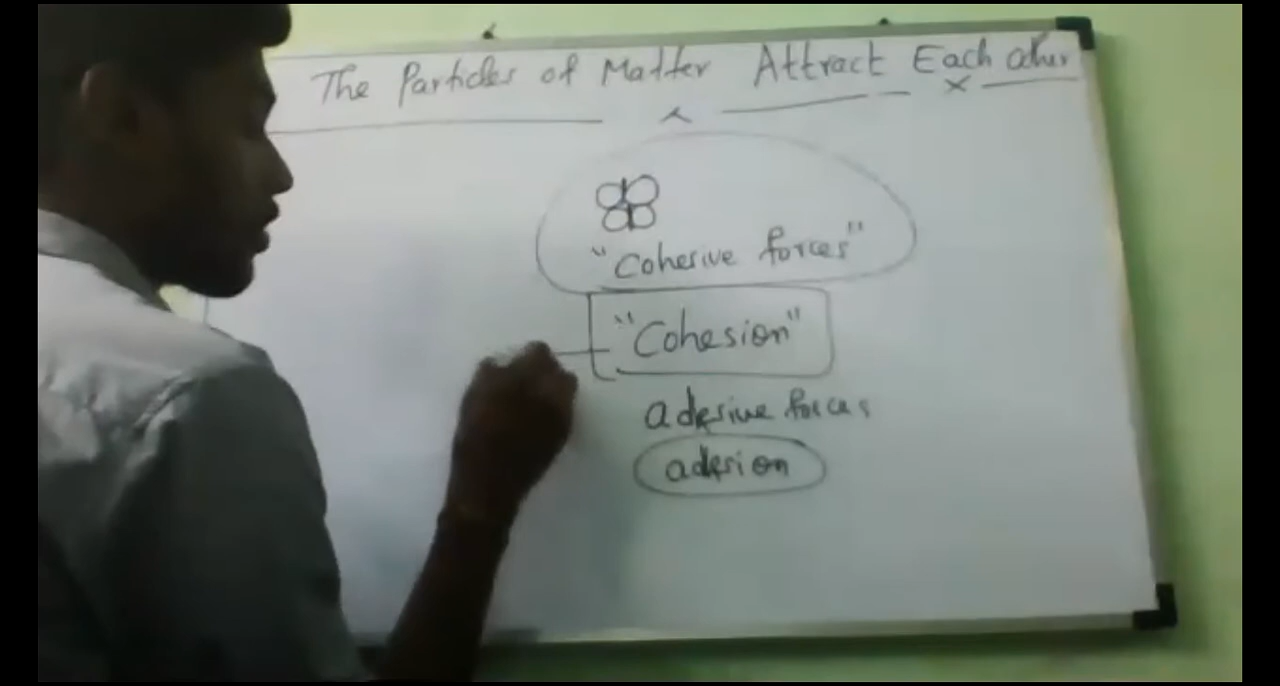 The Particles of Matter Attract Each other
"Cohesive forces"
"Cohesion"
adesive forces
adesion